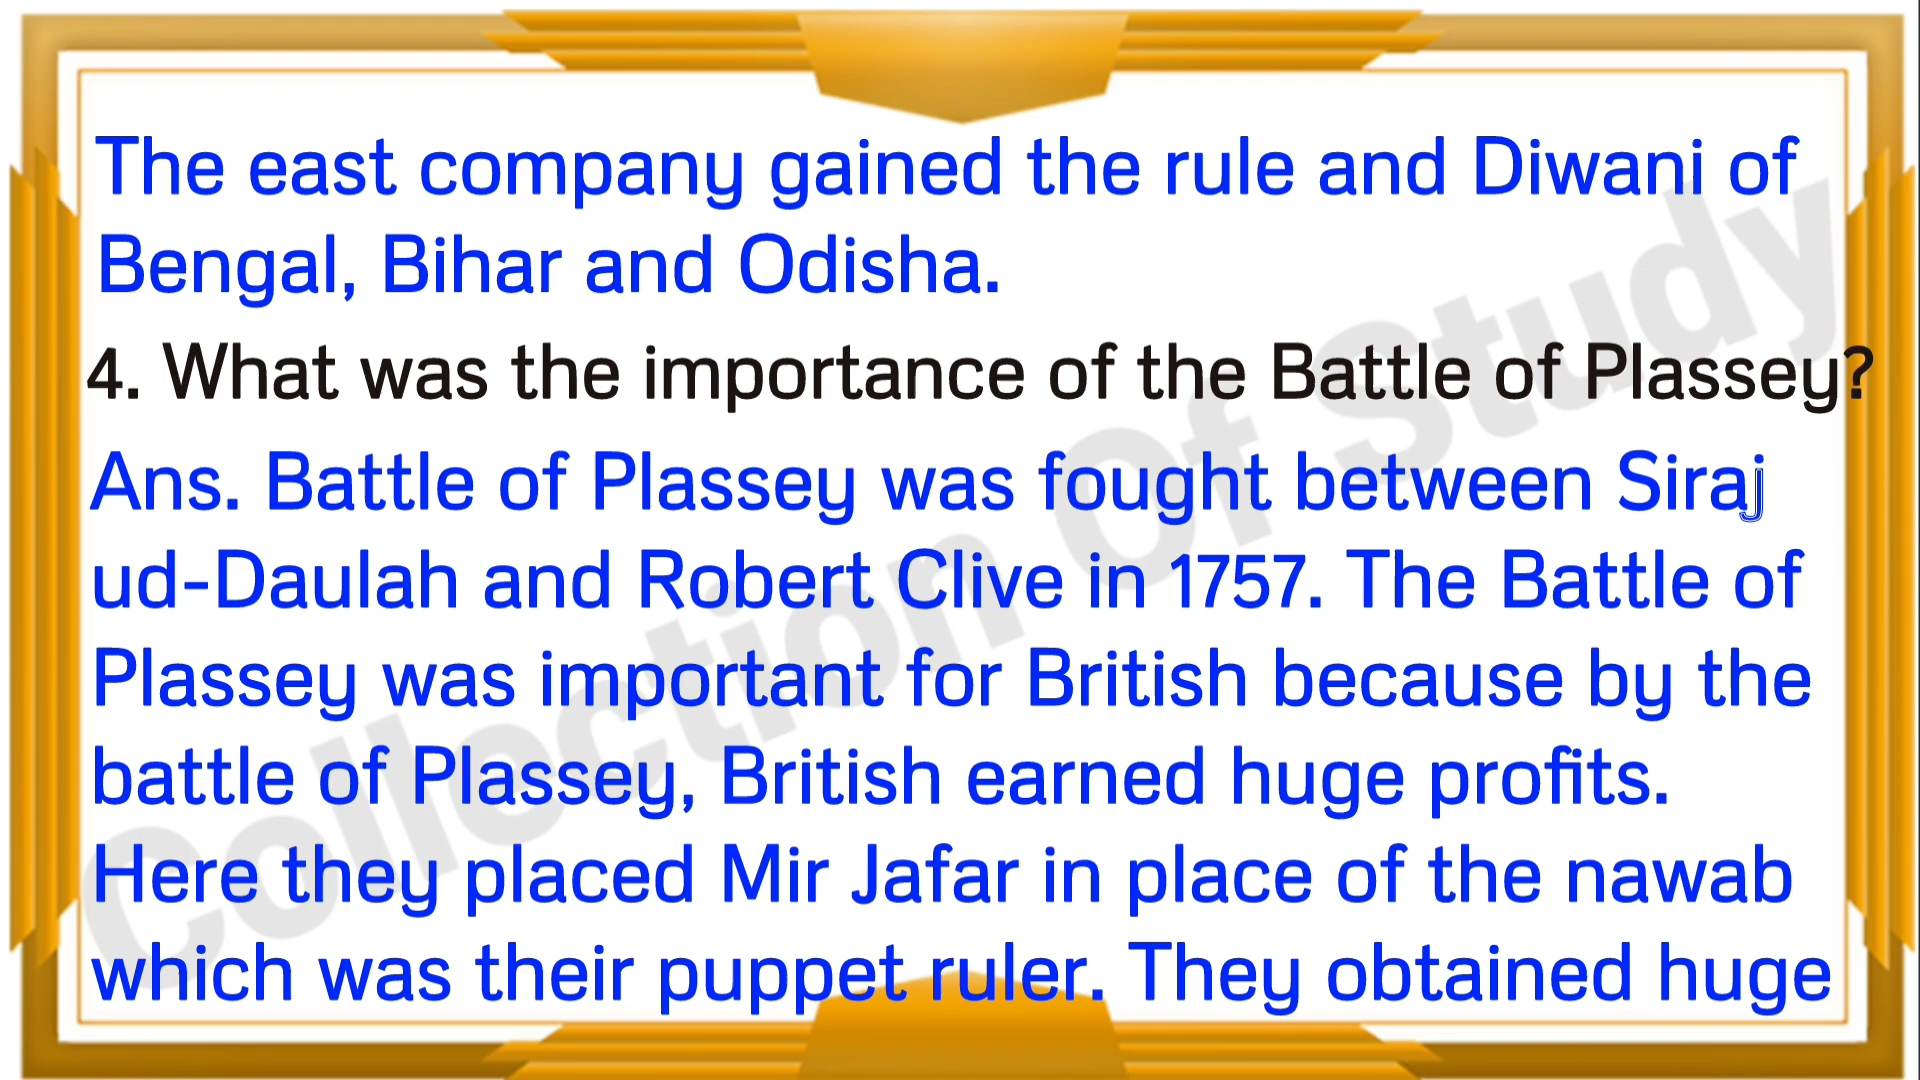 The east company gained the rule and Diwani of
Bengal, Bihar and Odisha.
4. What was the importance of the Battle of Plassey?
Ans. Battle of Plassey was fought between Siraj
ud-Daulah and Robert Clive in 1757. The Battle of
Plassey was important for British because by the
battle of Plassey, British earned huge profits.
Here they placed Mir Jafar in place of the nawab
which was their puppet ruler. They obtained huge
Collection Of Study